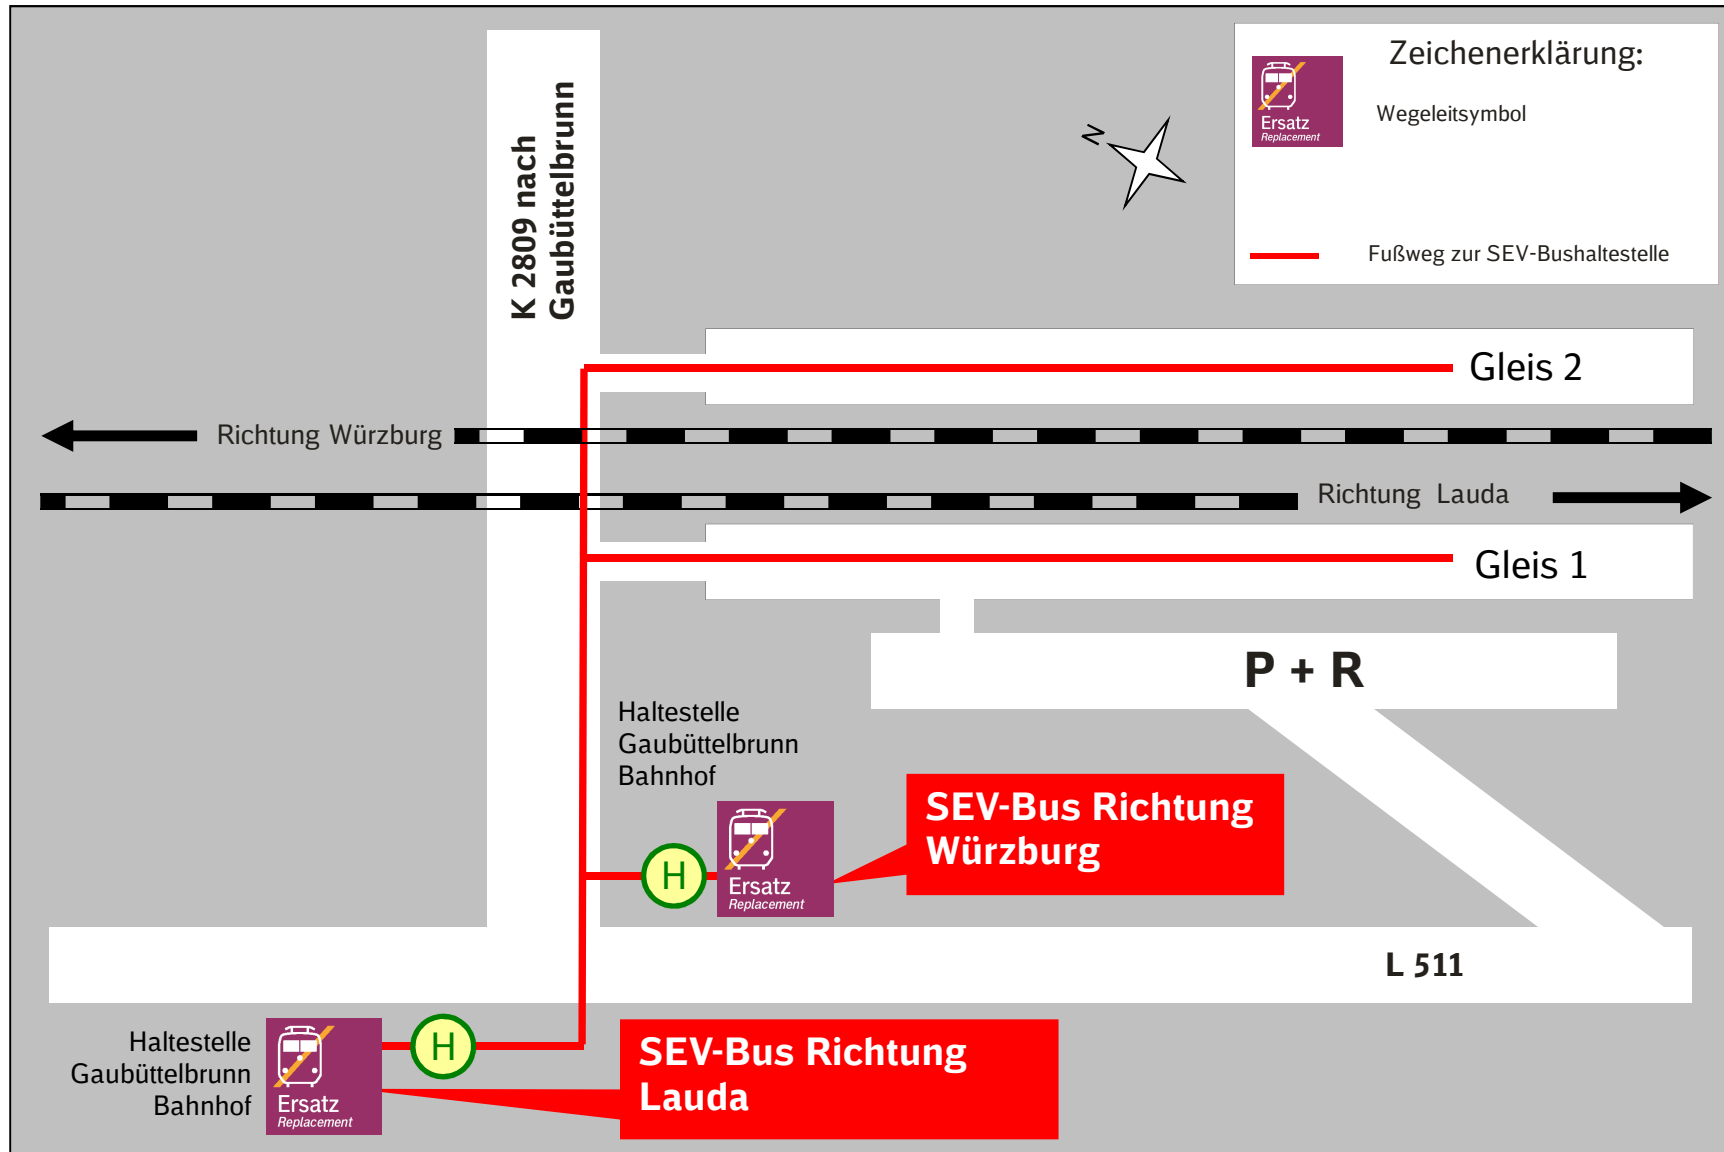 Zeichenerklärung:
Ersatz
Replacement
Wegeleitsymbol
Fußweg zur SEV-Bushaltestelle
N
K 2809 nach
Gaubüttelbrunn
Gleis 2
Richtung Würzburg
Richtung Lauda
Gleis 1
P + R
Haltestelle
Gaubüttelbrunn
Bahnhof
H
Ersatz
Replacement
SEV-Bus Richtung
Würzburg
L 511
Haltestelle
Gaubüttelbrunn
Bahnhof
Ersatz
Replacement
H
SEV-Bus Richtung
Lauda